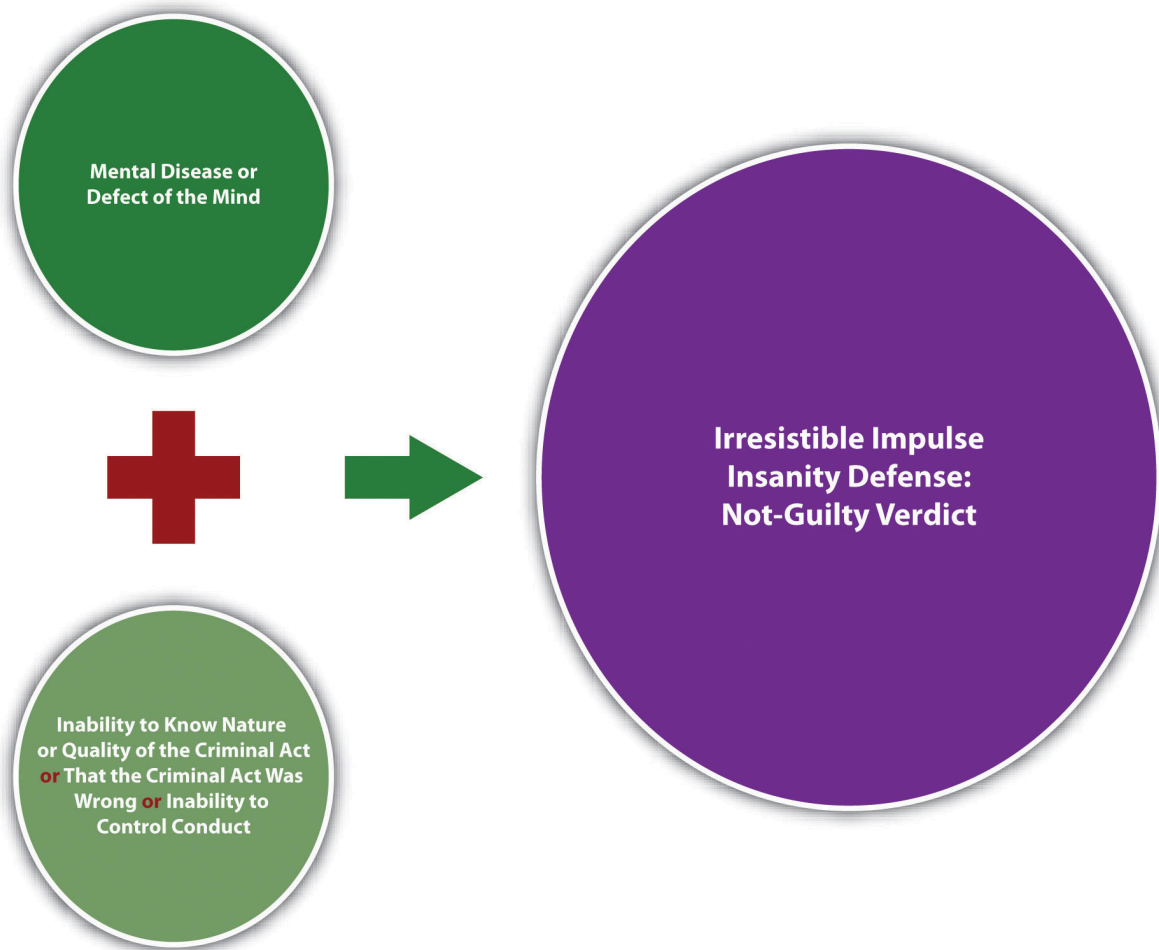 Mental Disease or
Defect of the Mind
Inability to Know Nature
or Quality of the Criminal Act
or That the Criminal Act Was
Wrong or Inability to
Control Conduct
Irresistible Impulse
Insanity Defense:
Not-Guilty Verdict